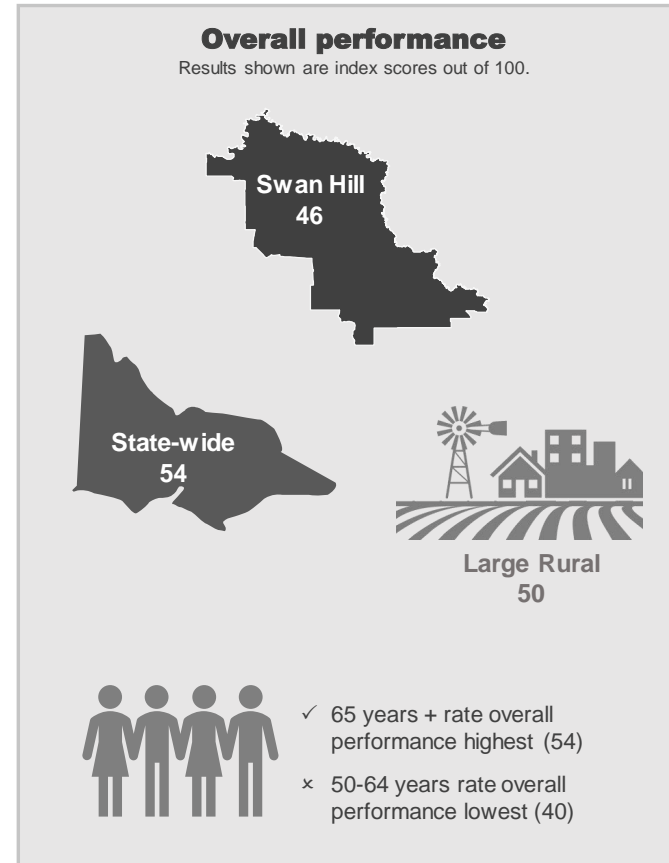 Overall performance
Results shown are index scores out of 100.
Swan Hill
46
State-wide
54
Large Rural
50
✓ 65 years + rate overall
performance highest (54)
× 50-64 years rate overall
performance lowest (40)